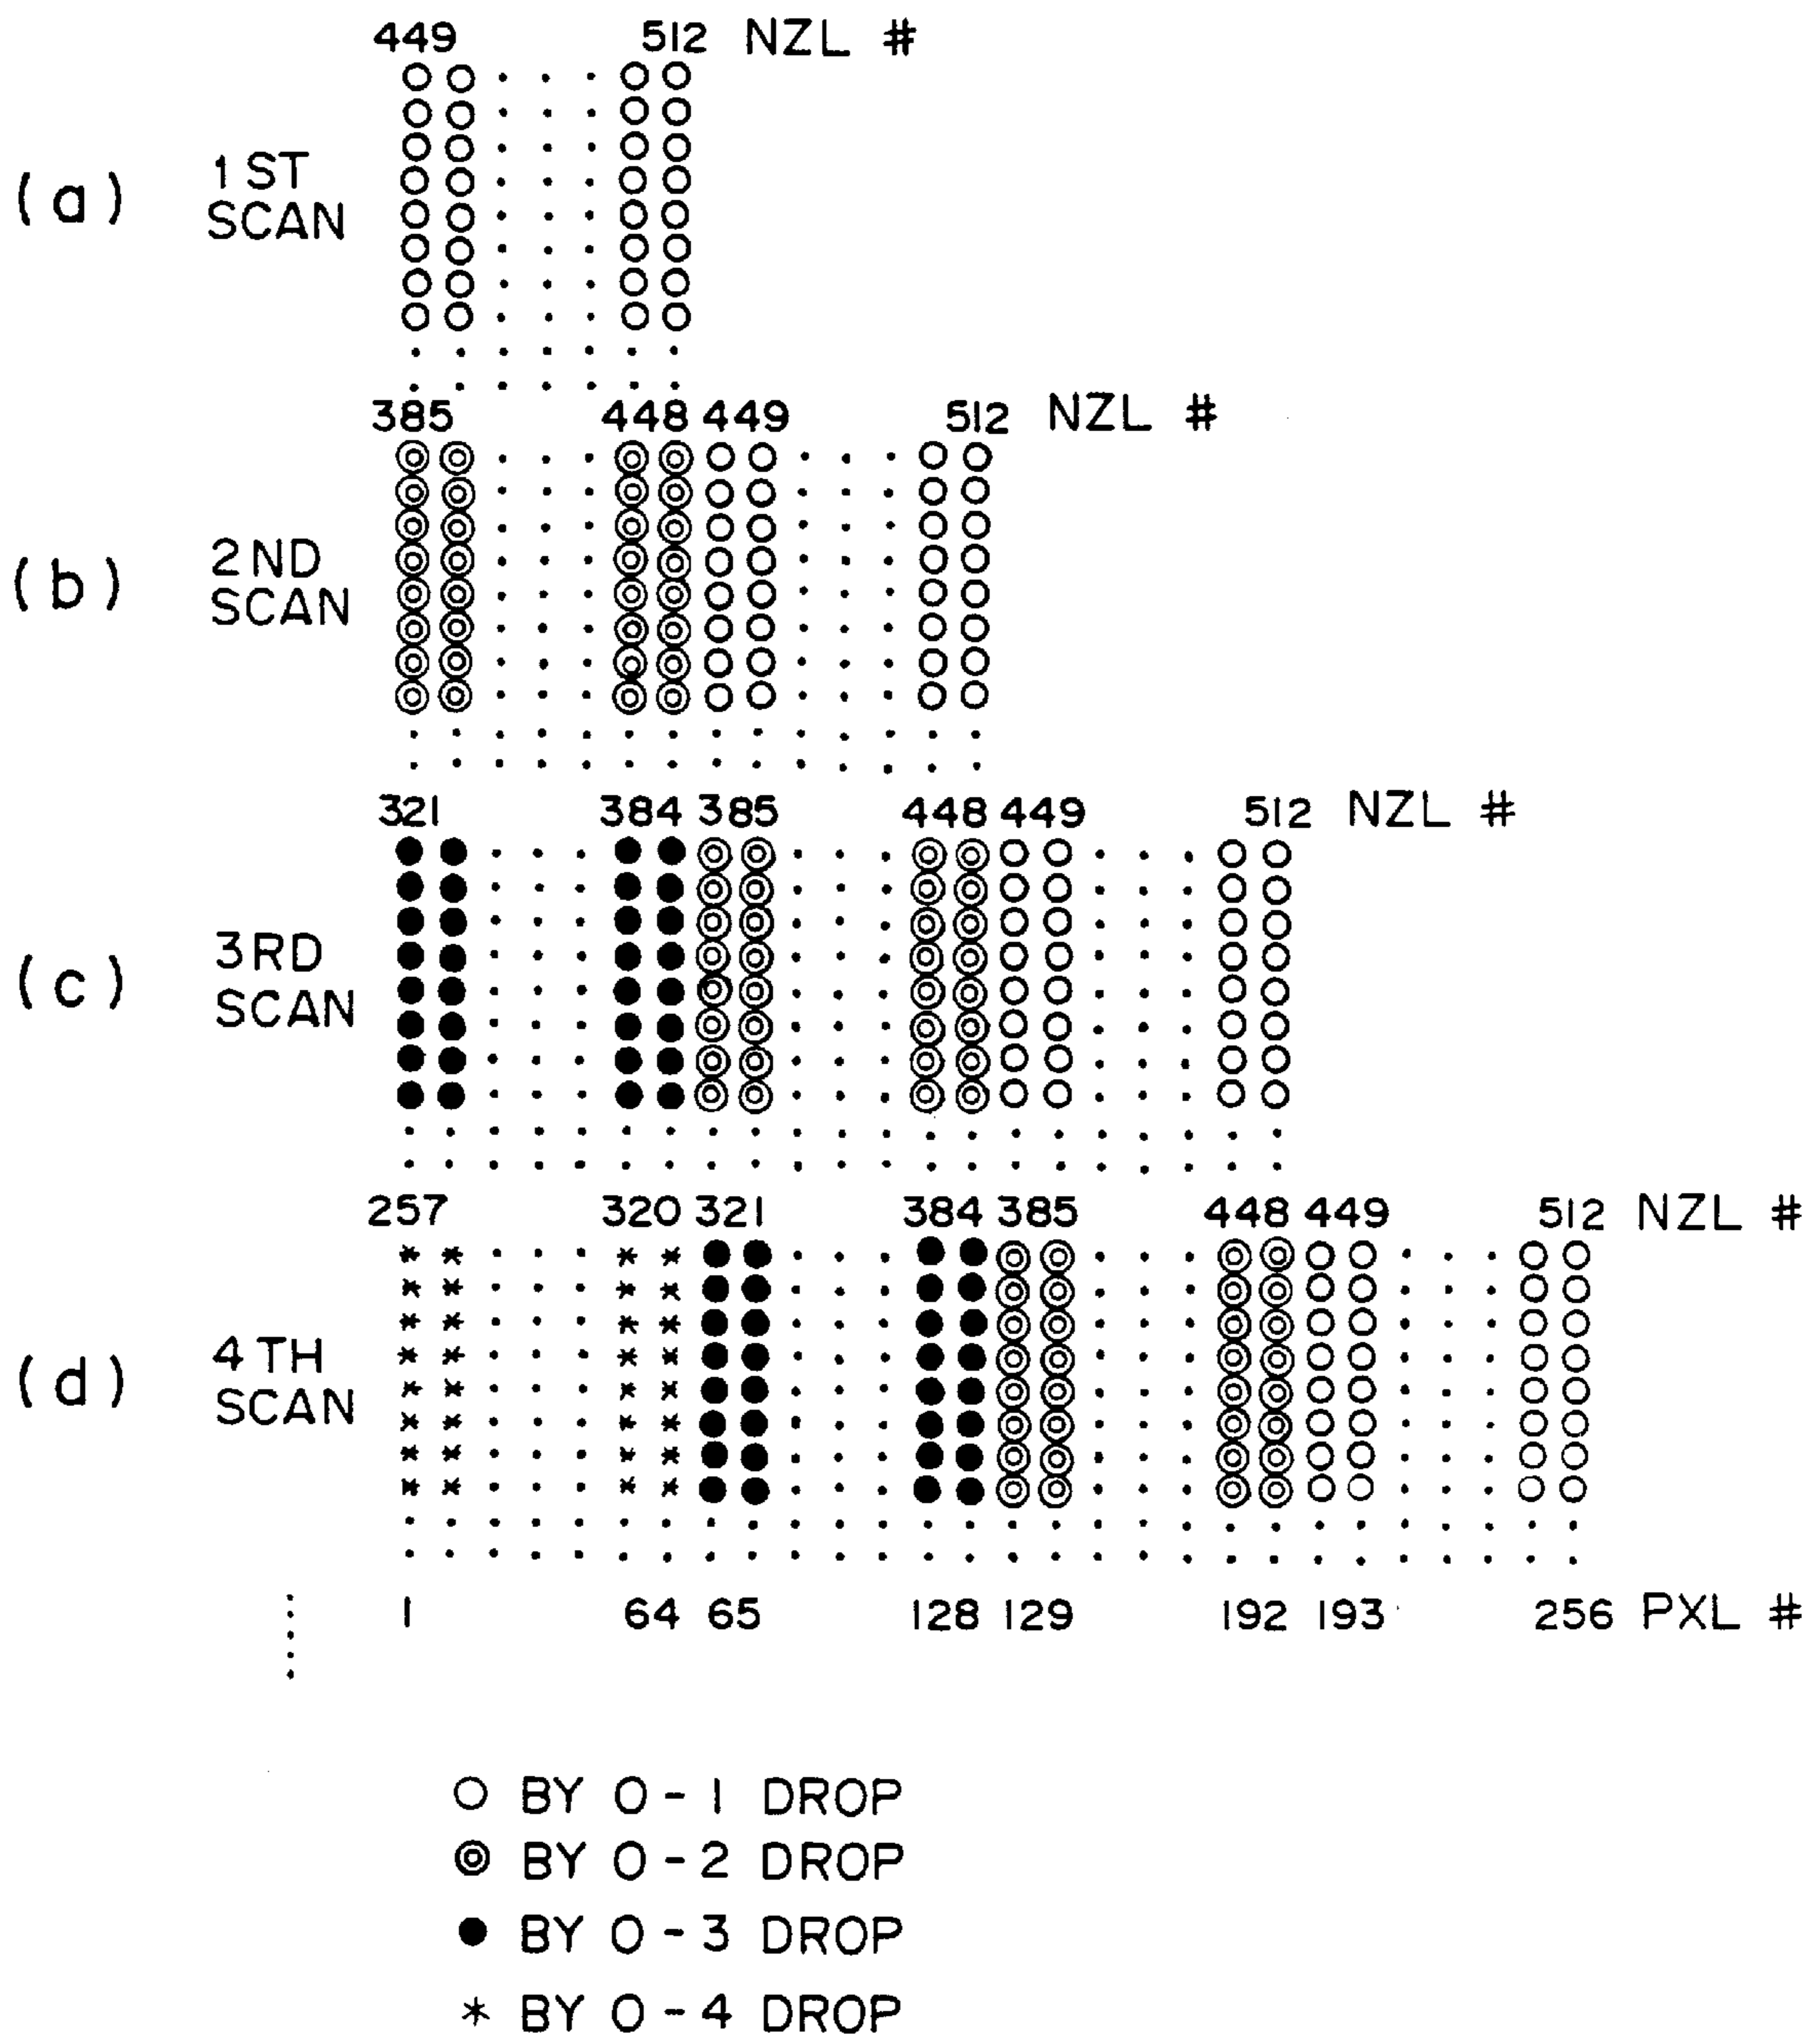 449 512 NZL #
(a) 1 ST
SCAN
385 448 449 512 NZL #
(b) 2 ND
SCAN
321 384 385 448 449 512 NZL #
(c) 3 RD
SCAN
257 320 321 384 385 448 449 512 NZL #
(d) 4 TH
SCAN
1 64 65 128 129 192 193 256 PXL #
BY 0 - 1 DROP
BY 0 - 2 DROP
BY 0 - 3 DROP
* BY 0 - 4 DROP